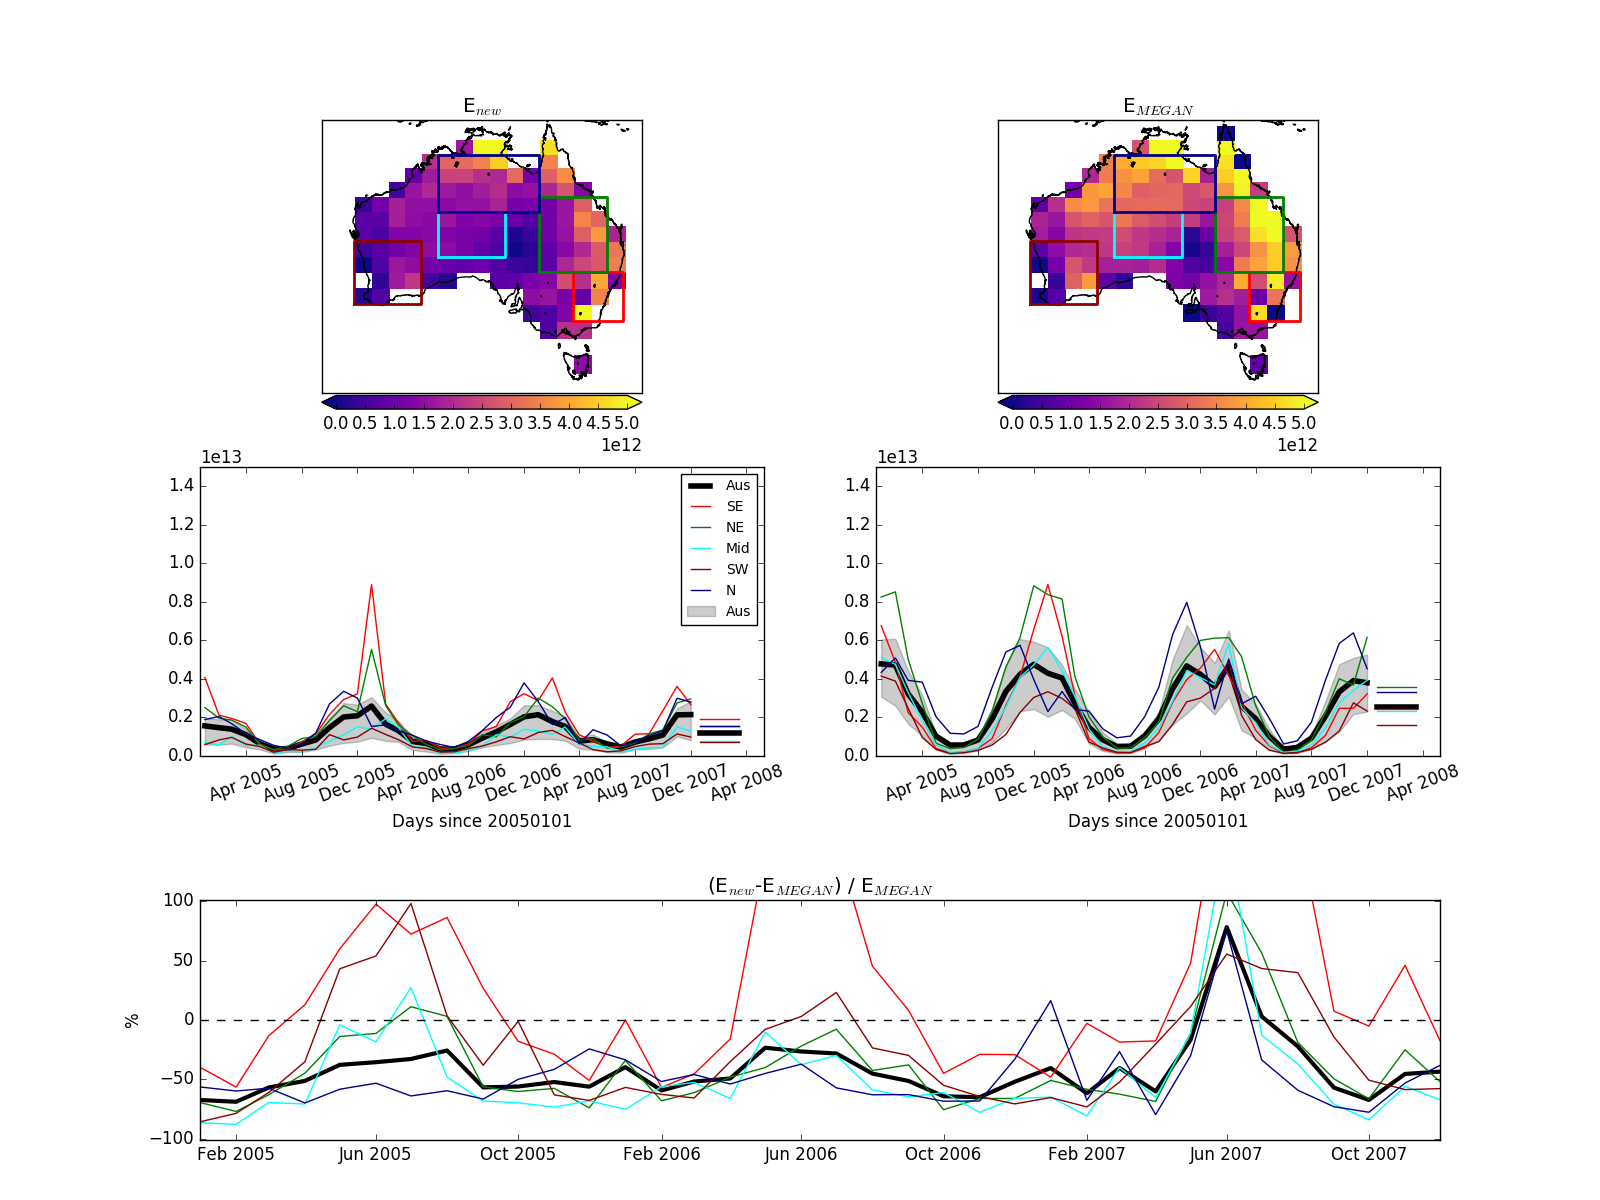 E_new E_MEGAN
0.0 0.5 1.0 1.5 2.0 2.5 3.0 3.5 4.0 4.5 5.0
1e12
0.0 0.5 1.0 1.5 2.0 2.5 3.0 3.5 4.0 4.5 5.0
1e12
1e13
1.4
1.2
1.0
0.8
0.6
0.4
0.2
0.0
Aus
SE
NE
Mid
SW
N
Aus
Apr 2005 Aug 2005 Dec 2005 Apr 2006 Aug 2006 Dec 2006 Apr 2007 Aug 2007 Dec 2007 Apr 2008
Days since 20050101
1e13
1.4
1.2
1.0
0.8
0.6
0.4
0.2
0.0
Apr 2005 Aug 2005 Dec 2005 Apr 2006 Aug 2006 Dec 2006 Apr 2007 Aug 2007 Dec 2007 Apr 2008
Days since 20050101
(E_new-E_MEGAN) / E_MEGAN
%
100
50
0
−50
−100
Feb 2005 Jun 2005 Oct 2005 Feb 2006 Jun 2006 Oct 2006 Feb 2007 Jun 2007 Oct 2007